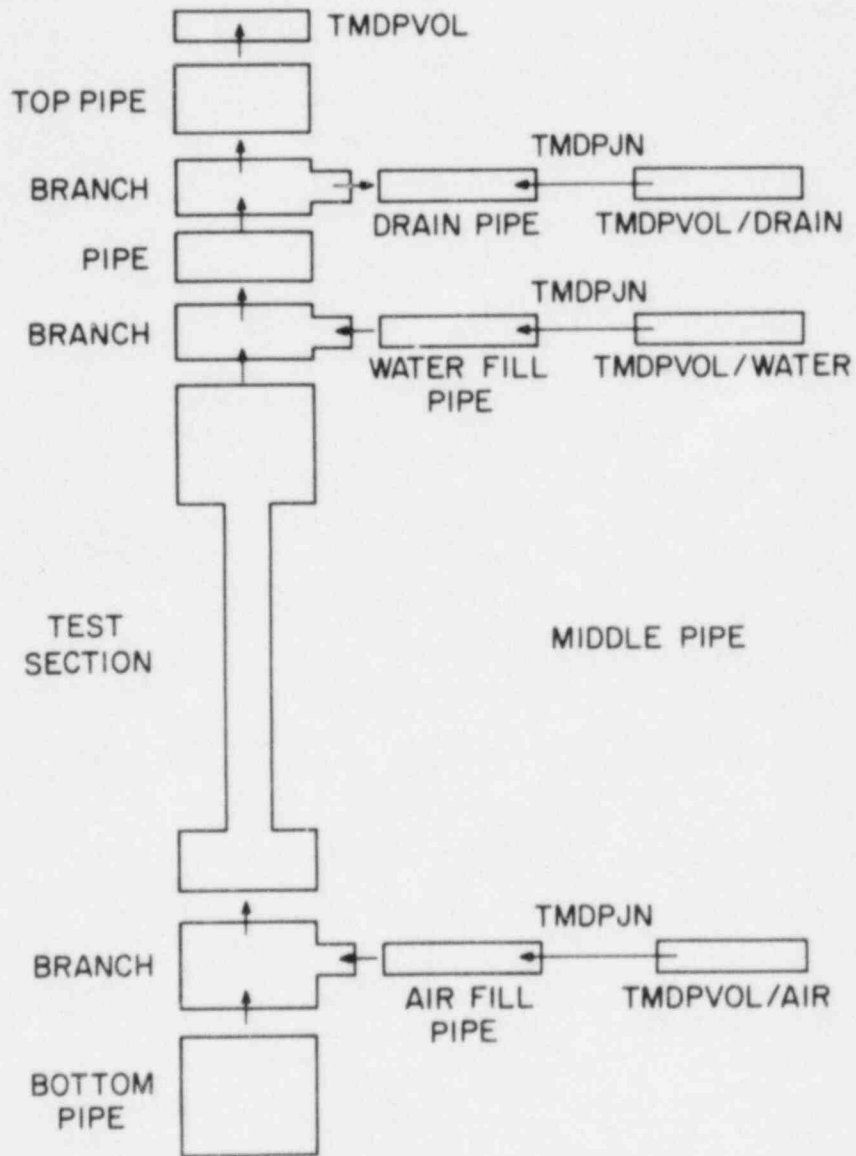 TMDPVOL
TOP PIPE
TMDPJN
BRANCH
DRAIN PIPE
TMDPVOL/DRAIN
PIPE
TMDPJN
BRANCH
WATER FILL
PIPE
TMDPVOL/WATER
TEST
SECTION
MIDDLE PIPE
TMDPJN
BRANCH
AIR FILL
PIPE
TMDPVOL/AIR
BOTTOM
PIPE